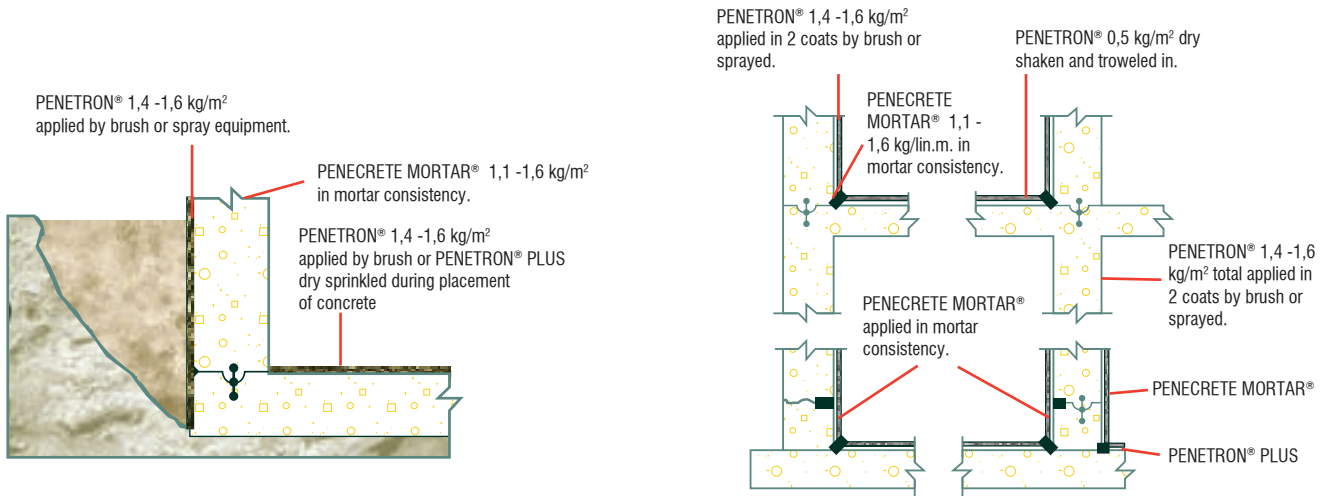 PENETRON® 1,4 -1,6 kg/m²
applied by brush or spray equipment.
PENECRETE MORTAR® 1,1 -1,6 kg/m²
in mortar consistency.
PENETRON® 1,4 -1,6 kg/m²
applied by brush or PENETRON® PLUS
dry sprinkled during placement
of concrete
PENETRON® 1,4 -1,6 kg/m²
applied in 2 coats by brush or
sprayed.
PENECRETE
MORTAR® 1,1 -
1,6 kg/lin.m. in
mortar consistency.
PENETRON® 0,5 kg/m² dry
shaken and troweled in.
PENETRON® 1,4 -1,6
kg/m² total applied in
2 coats by brush or
sprayed.
PENECRETE MORTAR®
applied in mortar
consistency.
PENECRETE MORTAR®
PENETRON® PLUS